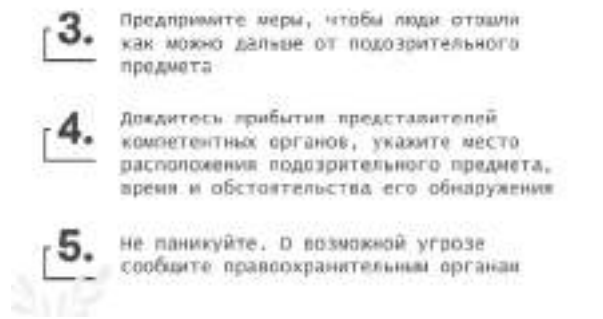 3.
Предпримите меры, чтобы люди отошли
как можно дальше от подозрительного
предмета
4.
Дождитесь прибытия представителей
компетентных органов, укажите место
расположения подозрительного предмета,
время и обстоятельства его обнаружения
5.
Не паникуйте. О возможной угрозе
сообщите правоохранительным органам